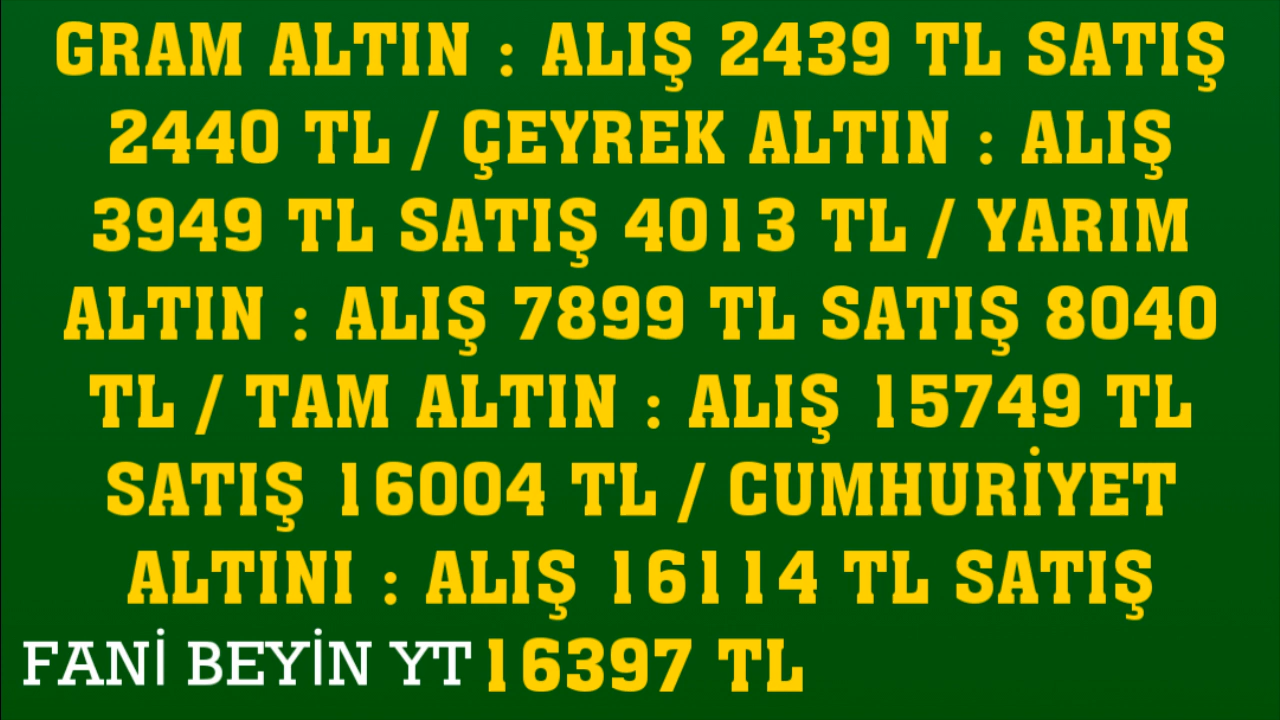 GRAM ALTIN : ALIŞ 2439 TL SATIŞ
2440 TL / ÇEYREK ALTIN : ALIŞ
3949 TL SATIŞ 4013 TL / YARIM
ALTIN : ALIŞ 7899 TL SATIŞ 8040
TL / TAM ALTIN : ALIŞ 15749 TL
SATIŞ 16004 TL / CUMHURİYET
ALTINI : ALIŞ 16114 TL SATIŞ
FANİ BEYİN YT 16397 TL